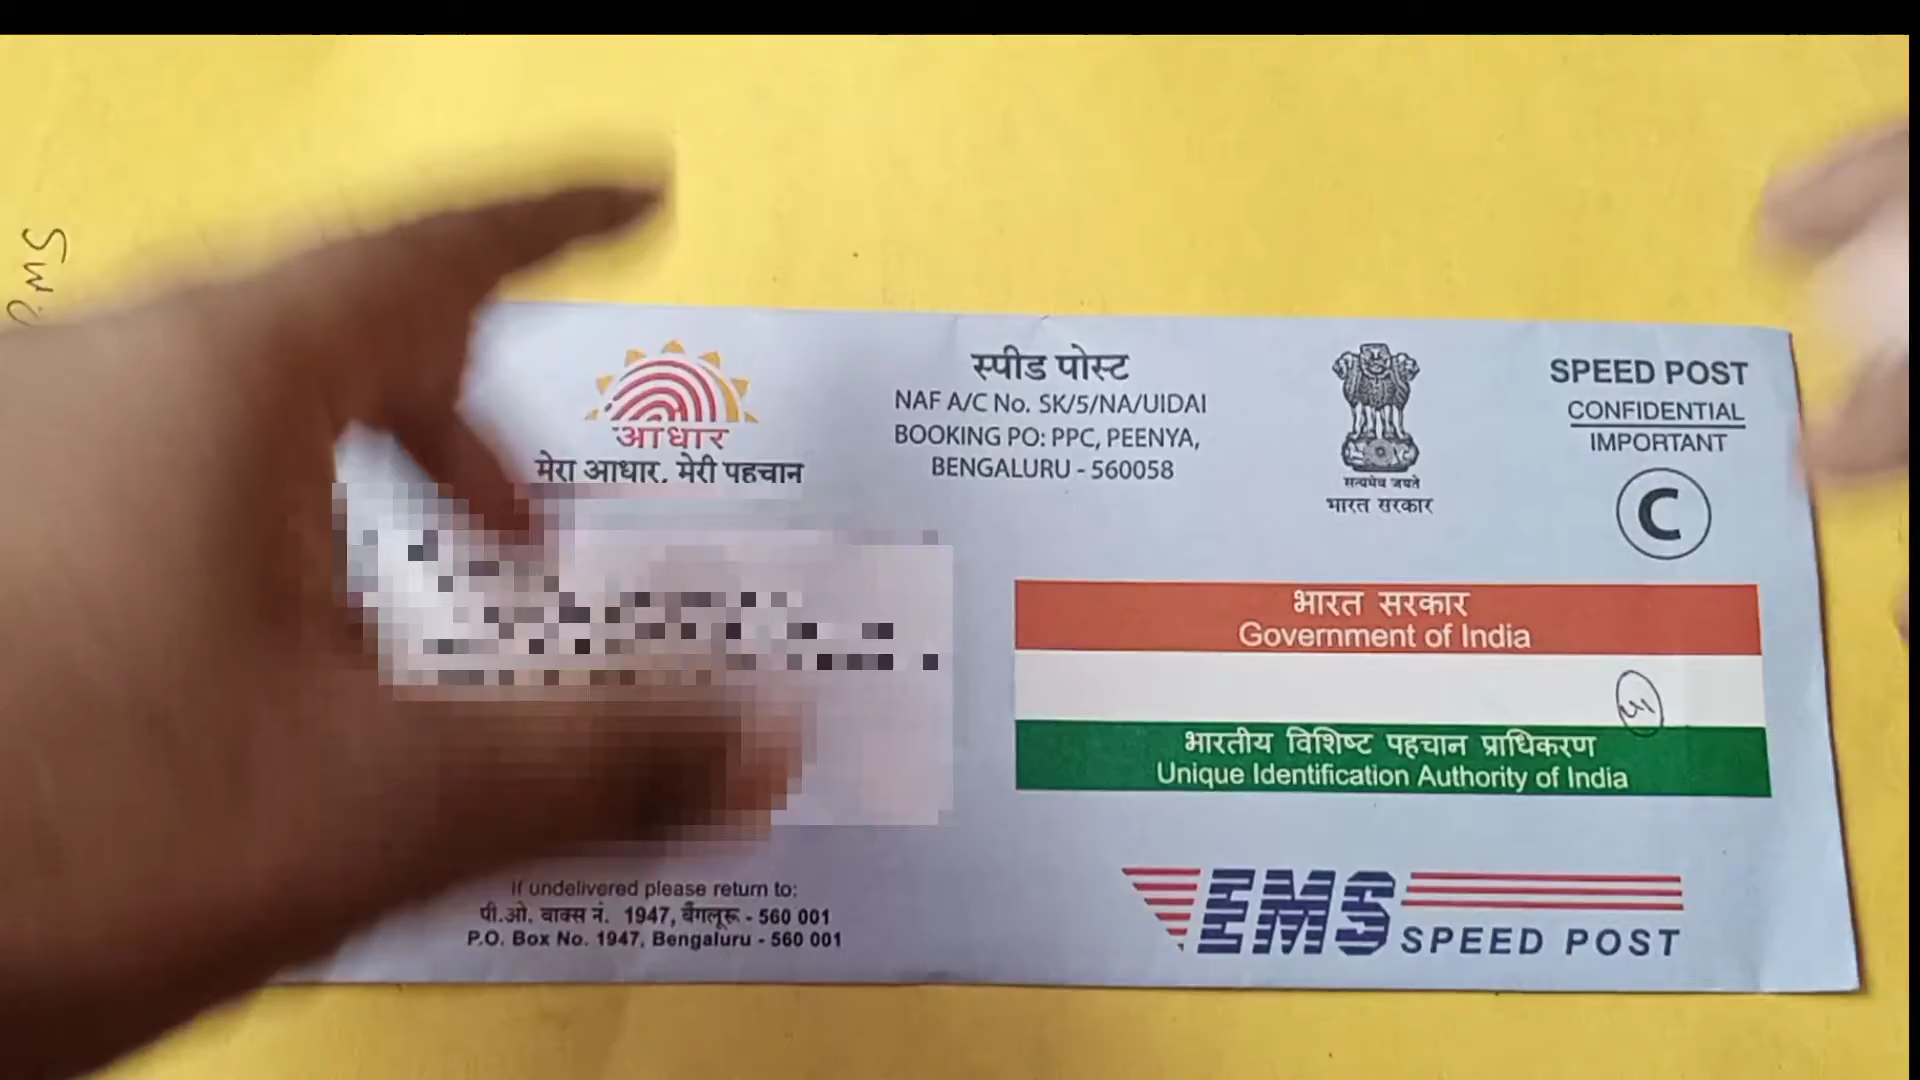 P.MS
आधार
मेरा आधार, मेरी पहचान
स्पीड पोस्ट
NAF A/C No. SK/5/NA/UIDAI
BOOKING PO: PPC, PEENYA,
BENGALURU - 560058
सत्यमेव जयते
भारत सरकार
SPEED POST
CONFIDENTIAL
IMPORTANT
C
भारत सरकार
Government of India
भारतीय विशिष्ट पहचान प्राधिकरण
Unique Identification Authority of India
If undelivered please return to:
पी.ओ. बाक्स नं. 1947, बैंगलूरू - 560 001
P.O. Box No. 1947, Bengaluru - 560 001
EMS SPEED POST